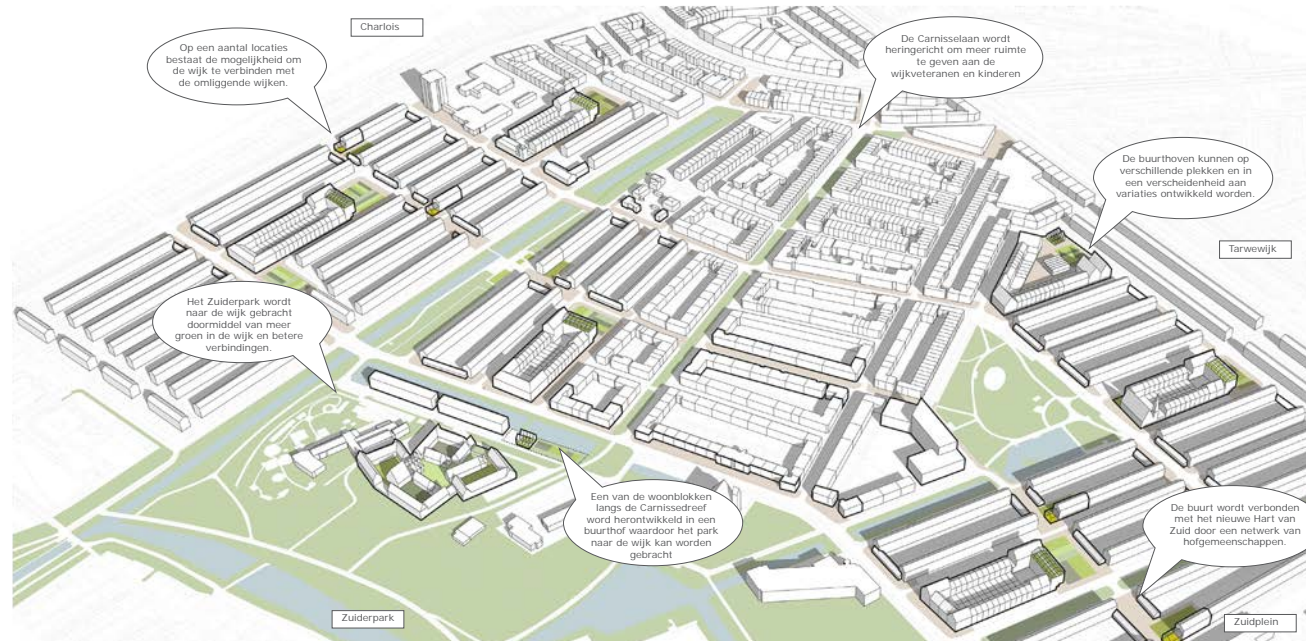 Charlois
Op een aantal locaties
bestaat de mogelijkheid om
de wijk te verbinden met
de omliggende wijken.
De Carnisselaan wordt
heringericht om meer ruimte
te geven aan de
wijkveteranen en kinderen
De buurthoven kunnen op
verschillende plekken en in
een verscheidenheid aan
variaties ontwikkeld worden.
Tarwewijk
Het Zuiderpark wordt
naar de wijk gebracht
doormiddel van meer
groen in de wijk en betere
verbindingen.
Een van de woonblokken
langs de Carnissedreef
word herontwikkeld in een
buurthof waardoor het park
naar de wijk kan worden
gebracht
De buurt wordt verbonden
met het nieuwe Hart van
Zuid door een netwerk van
hofgemeenschappen.
Zuiderpark
Zuidplein